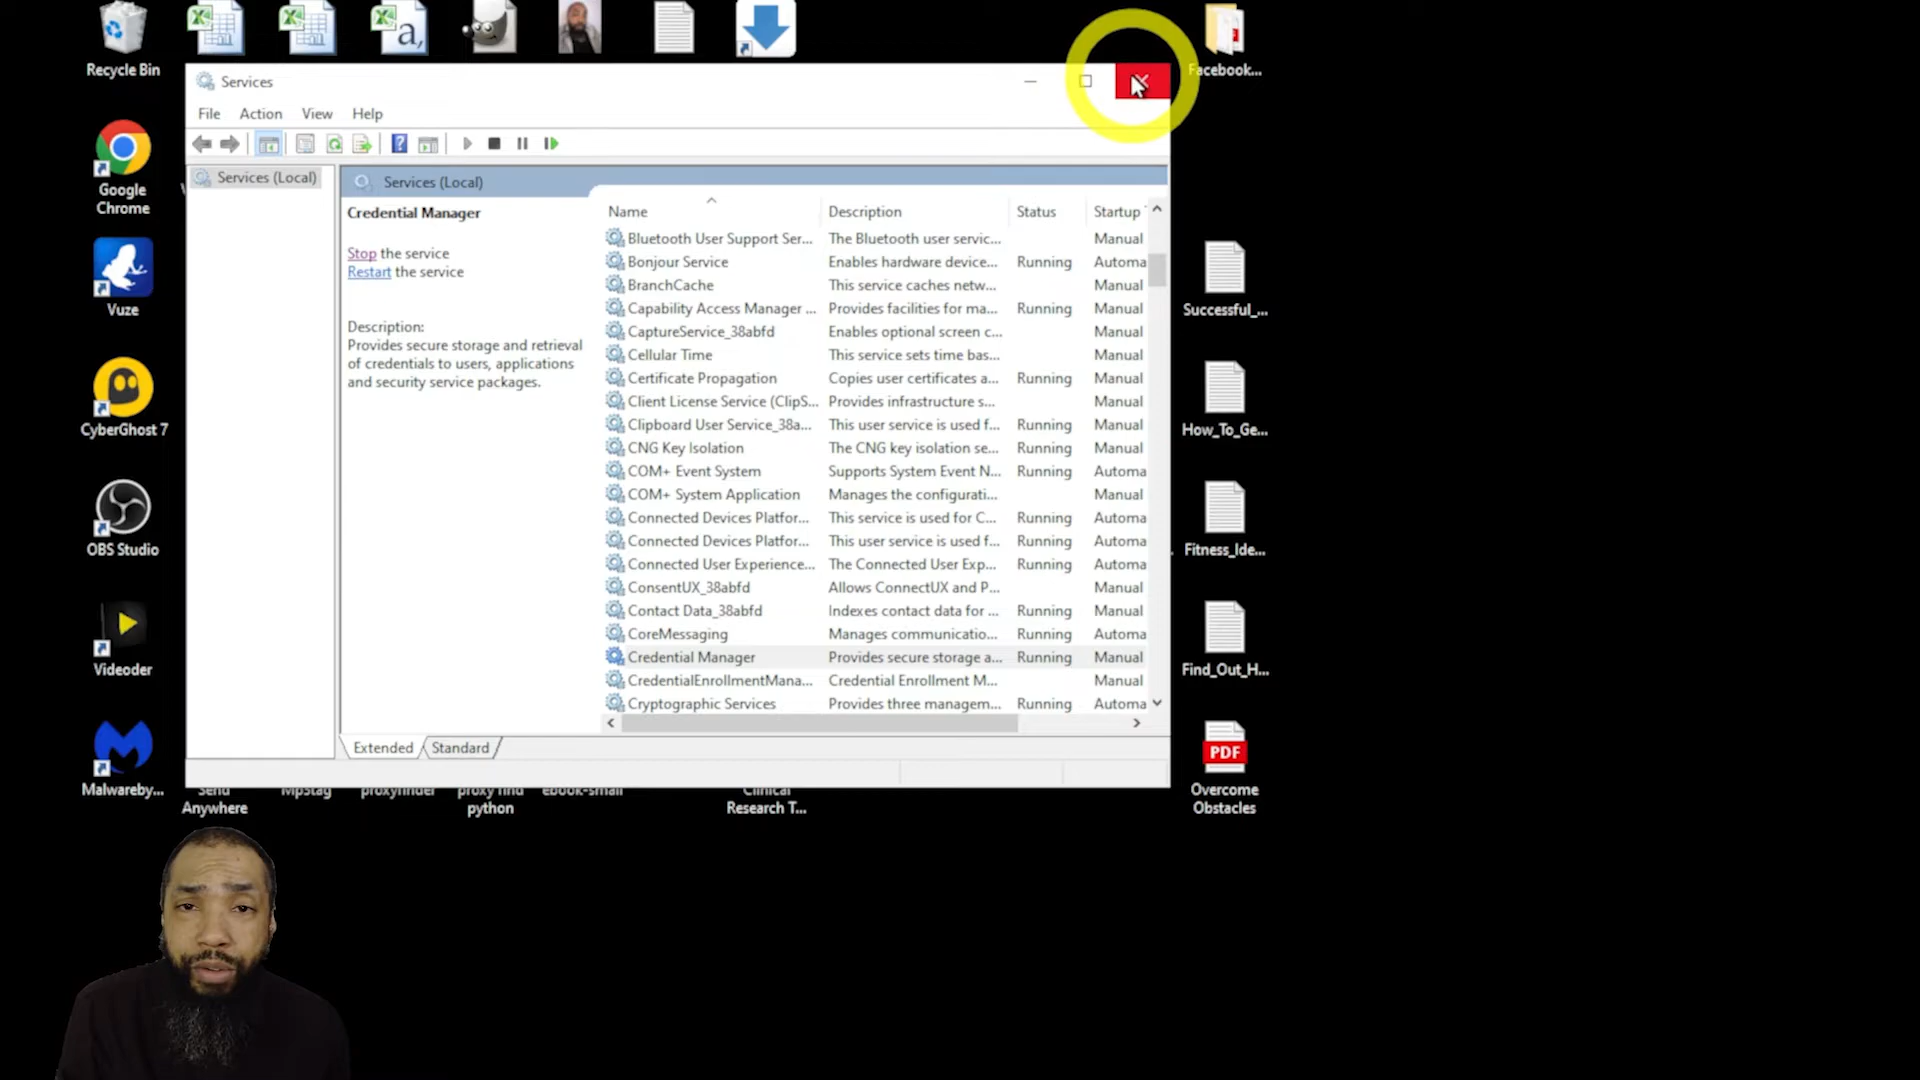 Recycle Bin
Facebook...
Services
File Action View Help
Google
Chrome
Services (Local)
Services (Local)
Credential Manager
Stop the service
Restart the service
Description:
Provides secure storage and retrieval
of credentials to users, applications
and security service packages.
Name Description Status Startup
Bluetooth User Support Ser... The Bluetooth user servic... Manual
Bonjour Service Enables hardware device... Running Automa
BranchCache This service caches netw... Manual
Capability Access Manager ... Provides facilities for ma... Running Manual
CaptureService_38abfd Enables optional screen c... Manual
Cellular Time This service sets time bas... Manual
Certificate Propagation Copies user certificates a... Running Manual
Client License Service (ClipS... Provides infrastructure s... Manual
Clipboard User Service_38a... This user service is used f... Running Manual
CNG Key Isolation The CNG key isolation se... Running Manual
COM+ Event System Supports System Event N... Running Automa
COM+ System Application Manages the configurati... Manual
Connected Devices Platfor... This service is used for C... Running Automa
Connected Devices Platfor... This user service is used f... Running Automa
Connected User Experience... The Connected User Exp... Running Automa
ConsentUX_38abfd Allows ConnectUX and P... Manual
Contact Data_38abfd Indexes contact data for ... Running Manual
CoreMessaging Manages communicatio... Running Automa
Credential Manager Provides secure storage a... Running Manual
CredentialEnrollmentMana... Credential Enrollment M... Manual
Cryptographic Services Provides three managem... Running Automa
Extended Standard
Vuze
CyberGhost 7
OBS Studio
Videoder
Malwareby...
Send
Anywhere
Mp3tag
proxyfinder
proxy find
python
ebook-small
Clinical
Research T...
Successful_...
How_To_Ge...
Fitness_Ide...
Find_Out_H...
PDF
Overcome
Obstacles